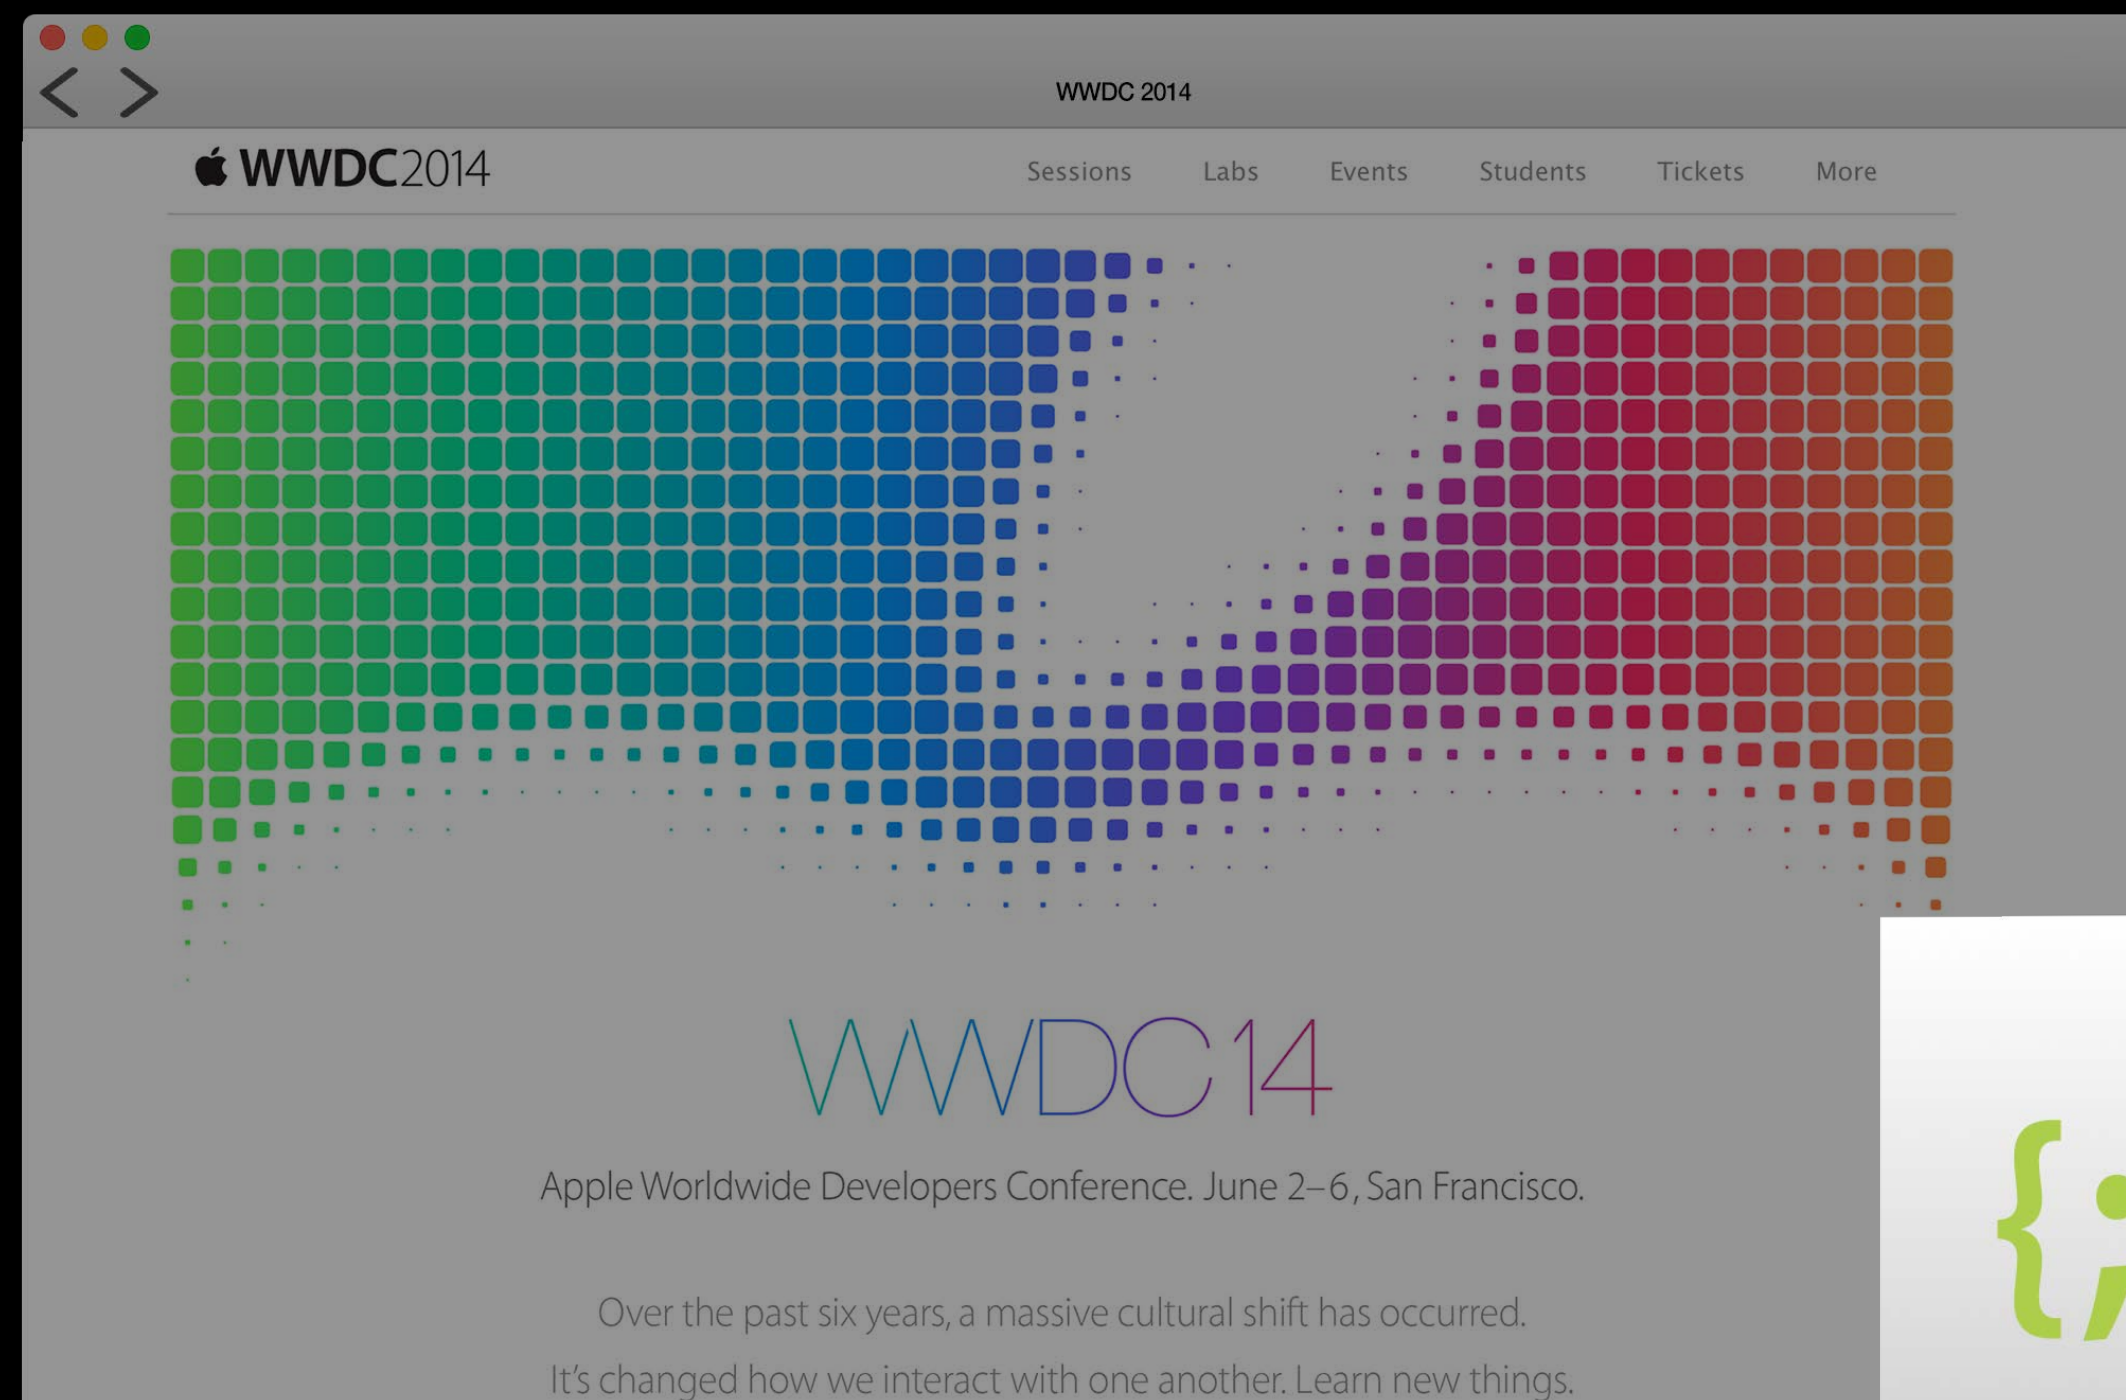 WWDC 2014
WWDC2014
Sessions Labs Events Students Tickets More
WWDC14
Apple Worldwide Developers Conference. June 2–6, San Francisco.
Over the past six years, a massive cultural shift has occurred.
It's changed how we interact with one another. Learn new things.
{;